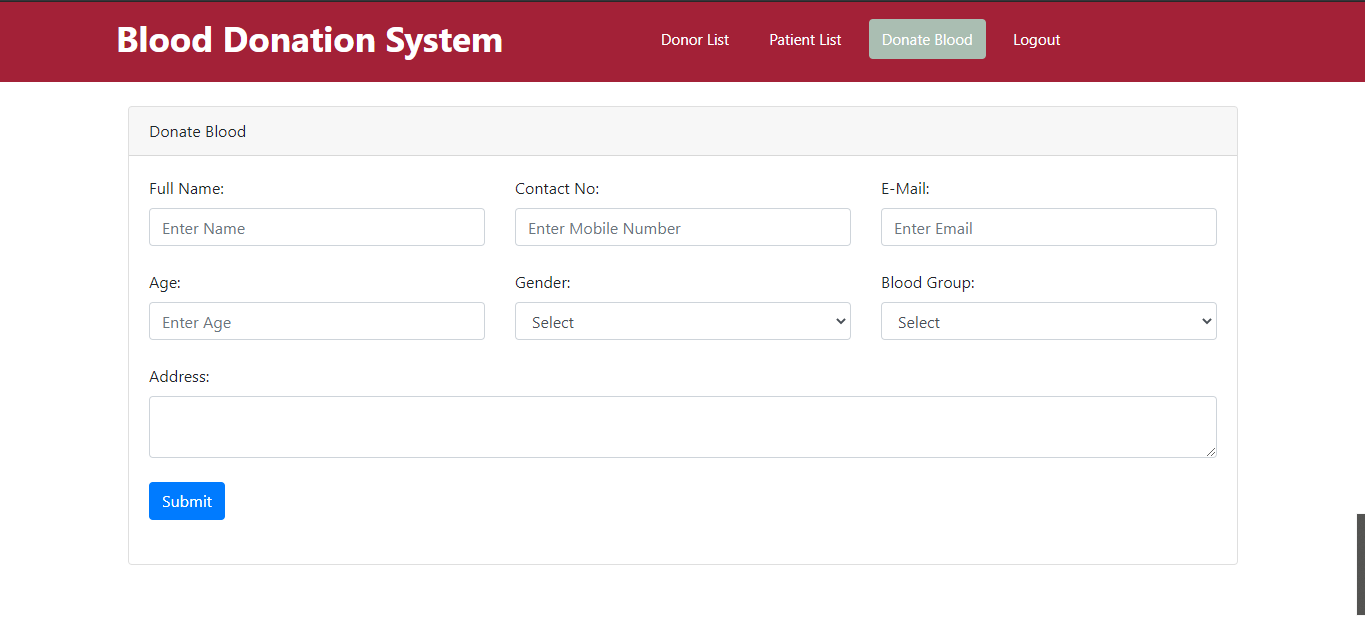 Blood Donation System Donor List Patient List Donate Blood Logout
Donate Blood
Full Name: Contact No: E-Mail:
Enter Name Enter Mobile Number Enter Email
Age: Gender: Blood Group:
Enter Age Select Select
Address:
Submit